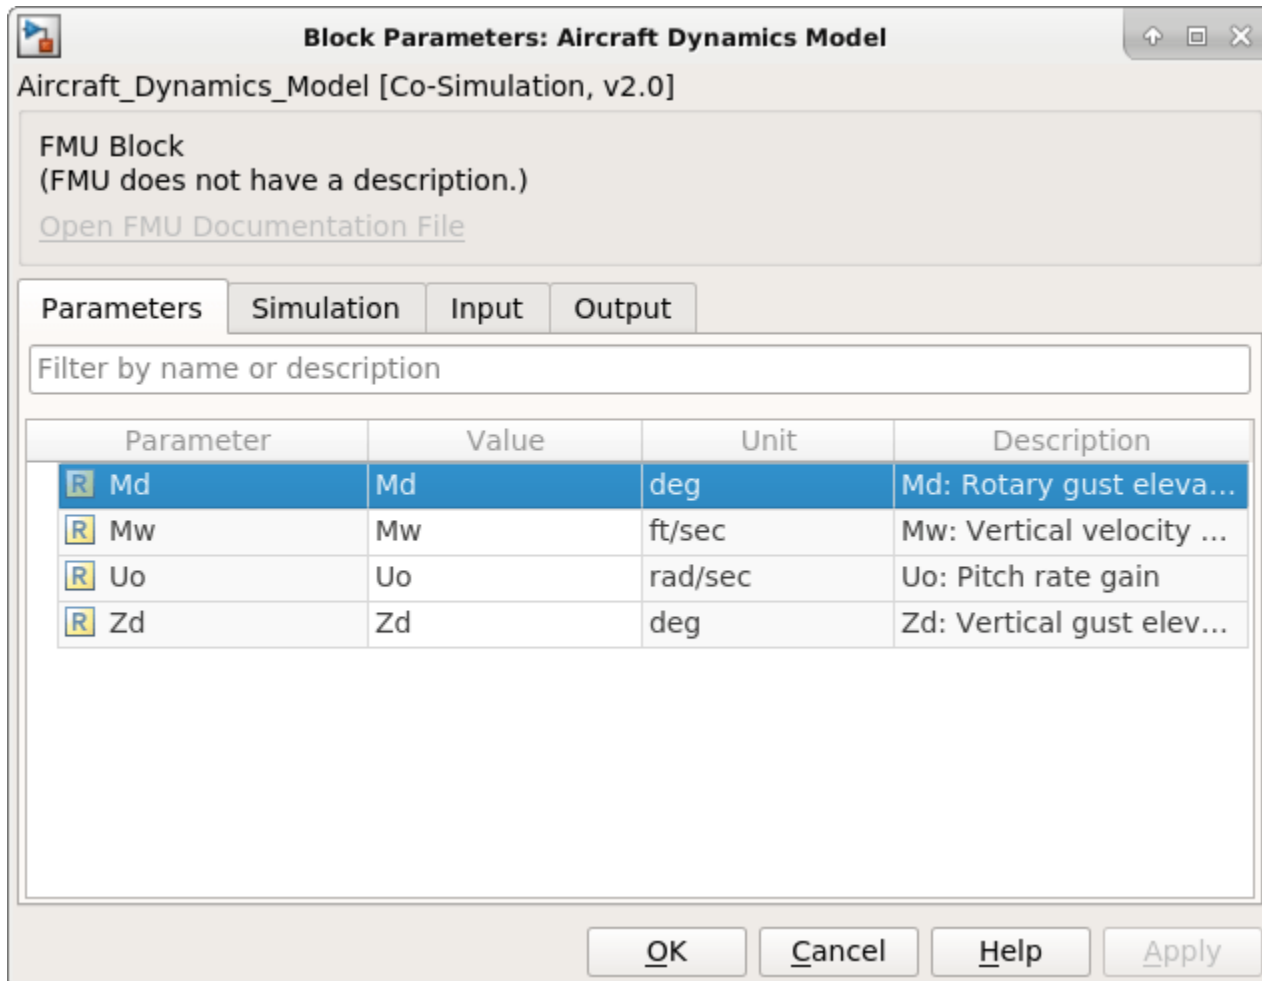 Block Parameters: Aircraft Dynamics Model
Aircraft_Dynamics_Model [Co-Simulation, v2.0]
FMU Block
(FMU does not have a description.)
Open FMU Documentation File
Parameters Simulation Input Output
Filter by name or description
Parameter Value Unit Description
R Md Md deg Md: Rotary gust eleva...
R Mw Mw ft/sec Mw: Vertical velocity ...
R Uo Uo rad/sec Uo: Pitch rate gain
R Zd Zd deg Zd: Vertical gust elev...
OK Cancel Help Apply